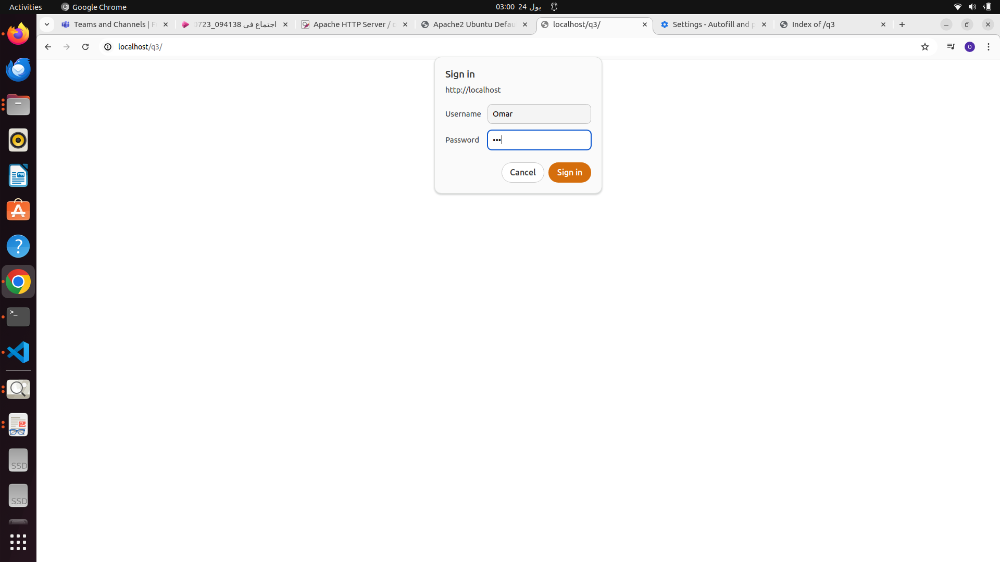 Activities
Google Chrome
03:00 24 يول
Teams and Channels | F
0723_094138 اجتماع في
Apache HTTP Server / c
Apache2 Ubuntu Defau
localhost/q3/
Settings - Autofill and p
Index of /q3
localhost/q3/
O
Sign in
http://localhost
Username Omar
Password •••
Cancel Sign in
SSD
SSD